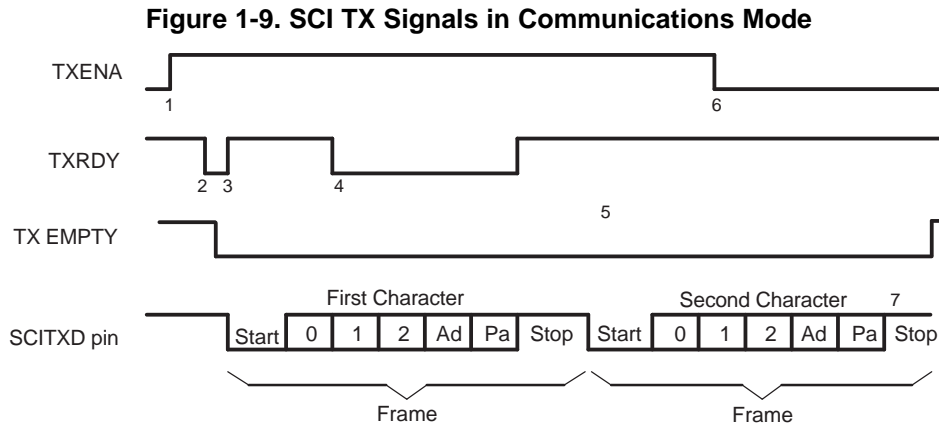 Figure 1-9. SCI TX Signals in Communications Mode
TXENA
1
6
TXRDY
2 3
4
5
TX EMPTY
First Character
Second Character
7
SCITXD pin
Start 0 1 2 Ad Pa Stop Start 0 1 2 Ad Pa Stop
Frame
Frame